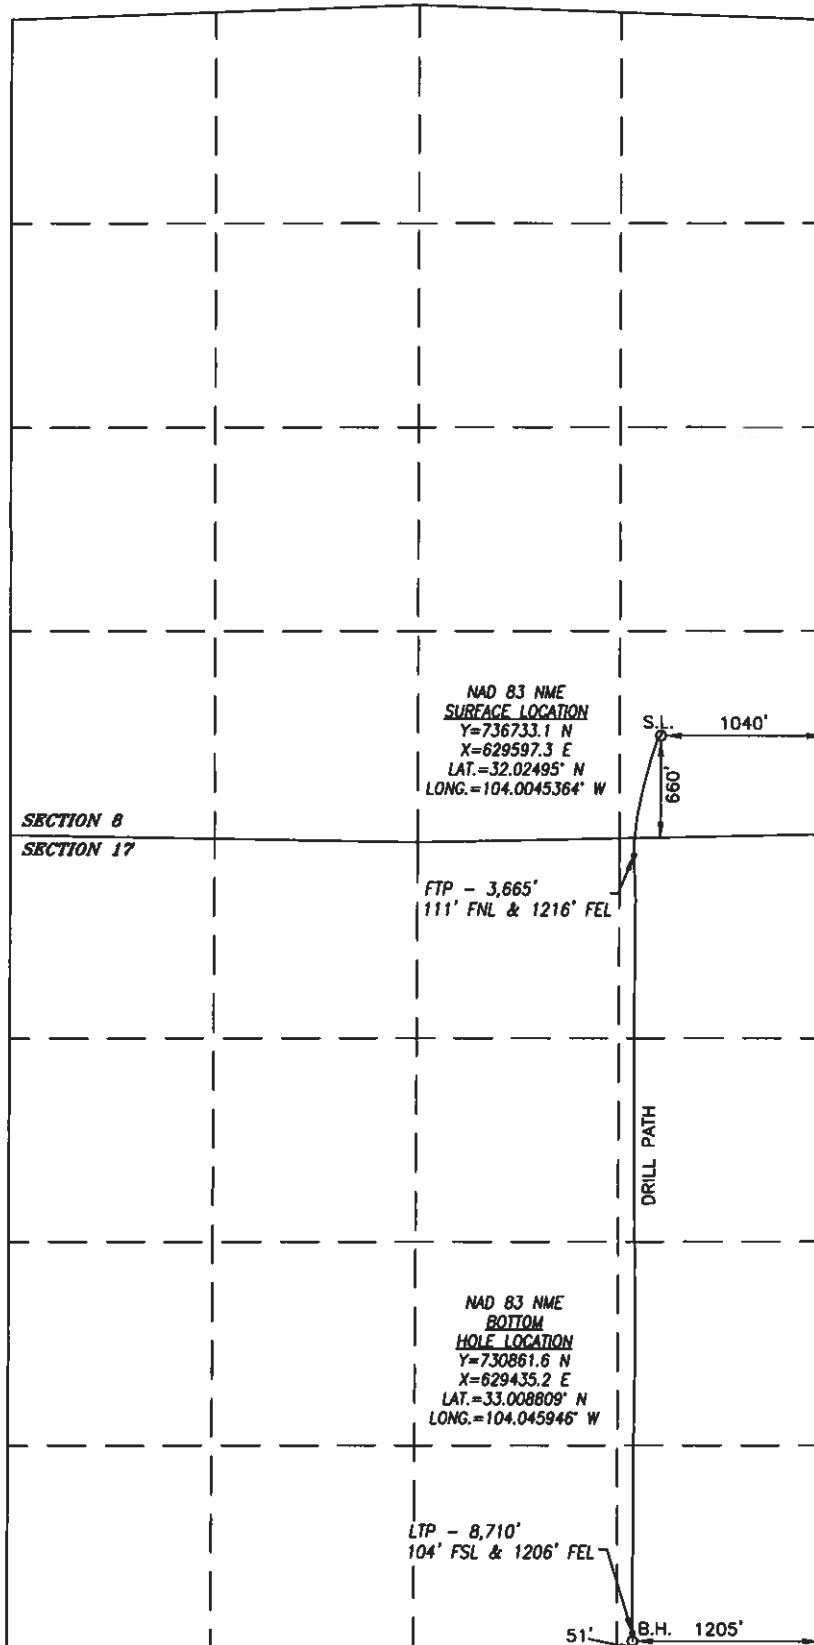 NAD 83 NME
SURFACE LOCATION
Y=736733.1 N
X=629597.3 E
LAT.=32.02495° N
LONG.=104.0045364° W
S.L.
1040'
660'
SECTION 8
SECTION 17
FTP - 3,665'
111' FNL & 1216' FEL
DRILL PATH
NAD 83 NME
BOTTOM
HOLE LOCATION
Y=730861.6 N
X=629435.2 E
LAT.=33.008809° N
LONG.=104.045946° W
LTP - 8,710'
104' FSL & 1206' FEL
51'
B.H.
1205'